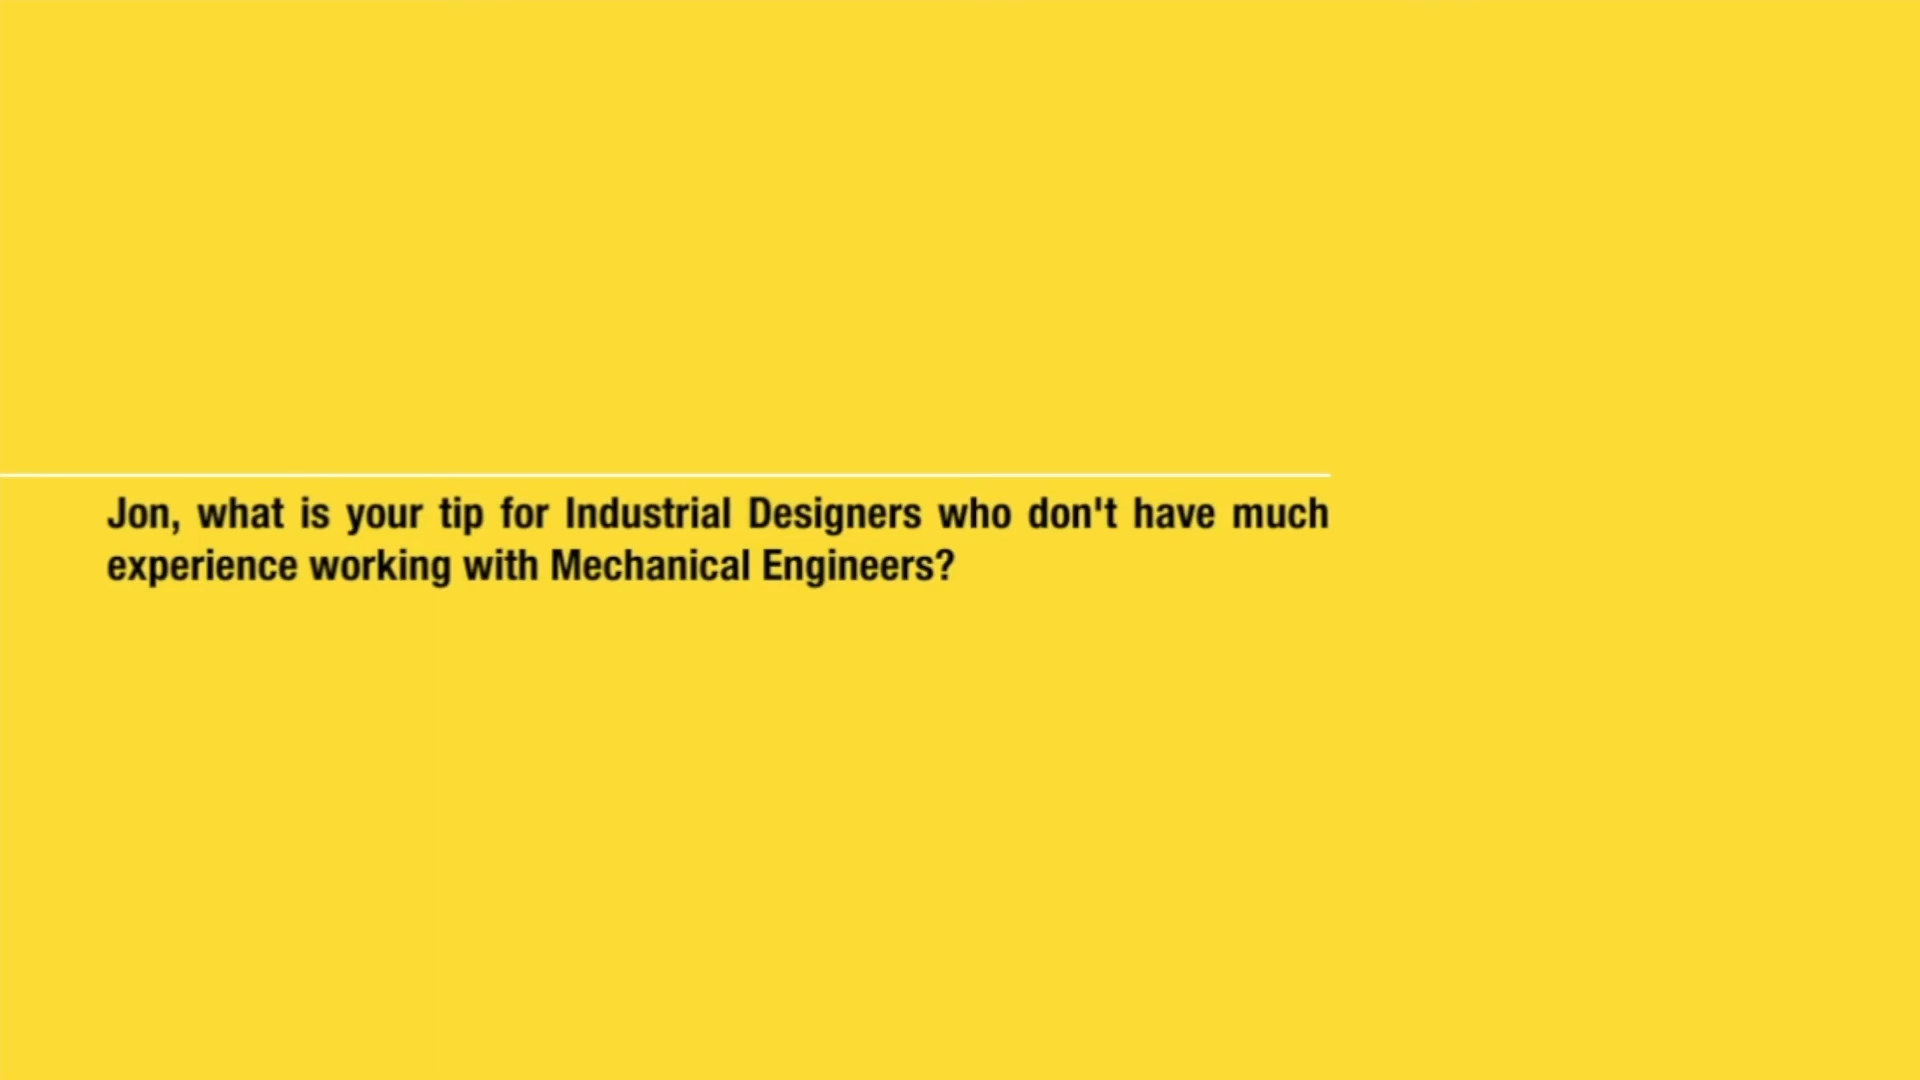 Jon, what is your tip for Industrial Designers who don't have much
experience working with Mechanical Engineers?